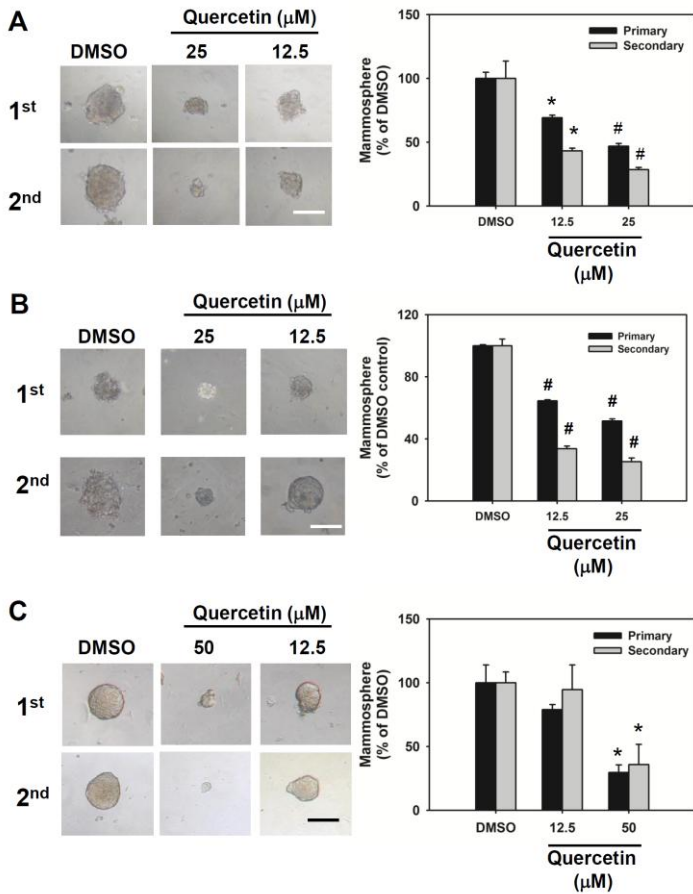 A
Quercetin (μM)
DMSO 25 12.5
1st
2nd
Mammosphere
(% of DMSO)
150
100
50
0
Primary
Secondary
* * # #
DMSO 12.5 25
Quercetin
(μM)
B
Quercetin (μM)
DMSO 25 12.5
1st
2nd
Mammosphere
(% of DMSO control)
120
80
40
0
Primary
Secondary
# # # #
DMSO 12.5 25
Quercetin
(μM)
C
Quercetin (μM)
DMSO 50 12.5
1st
2nd
Mammosphere
(% of DMSO)
150
100
50
0
Primary
Secondary
* *
DMSO 12.5 50
Quercetin
(μM)